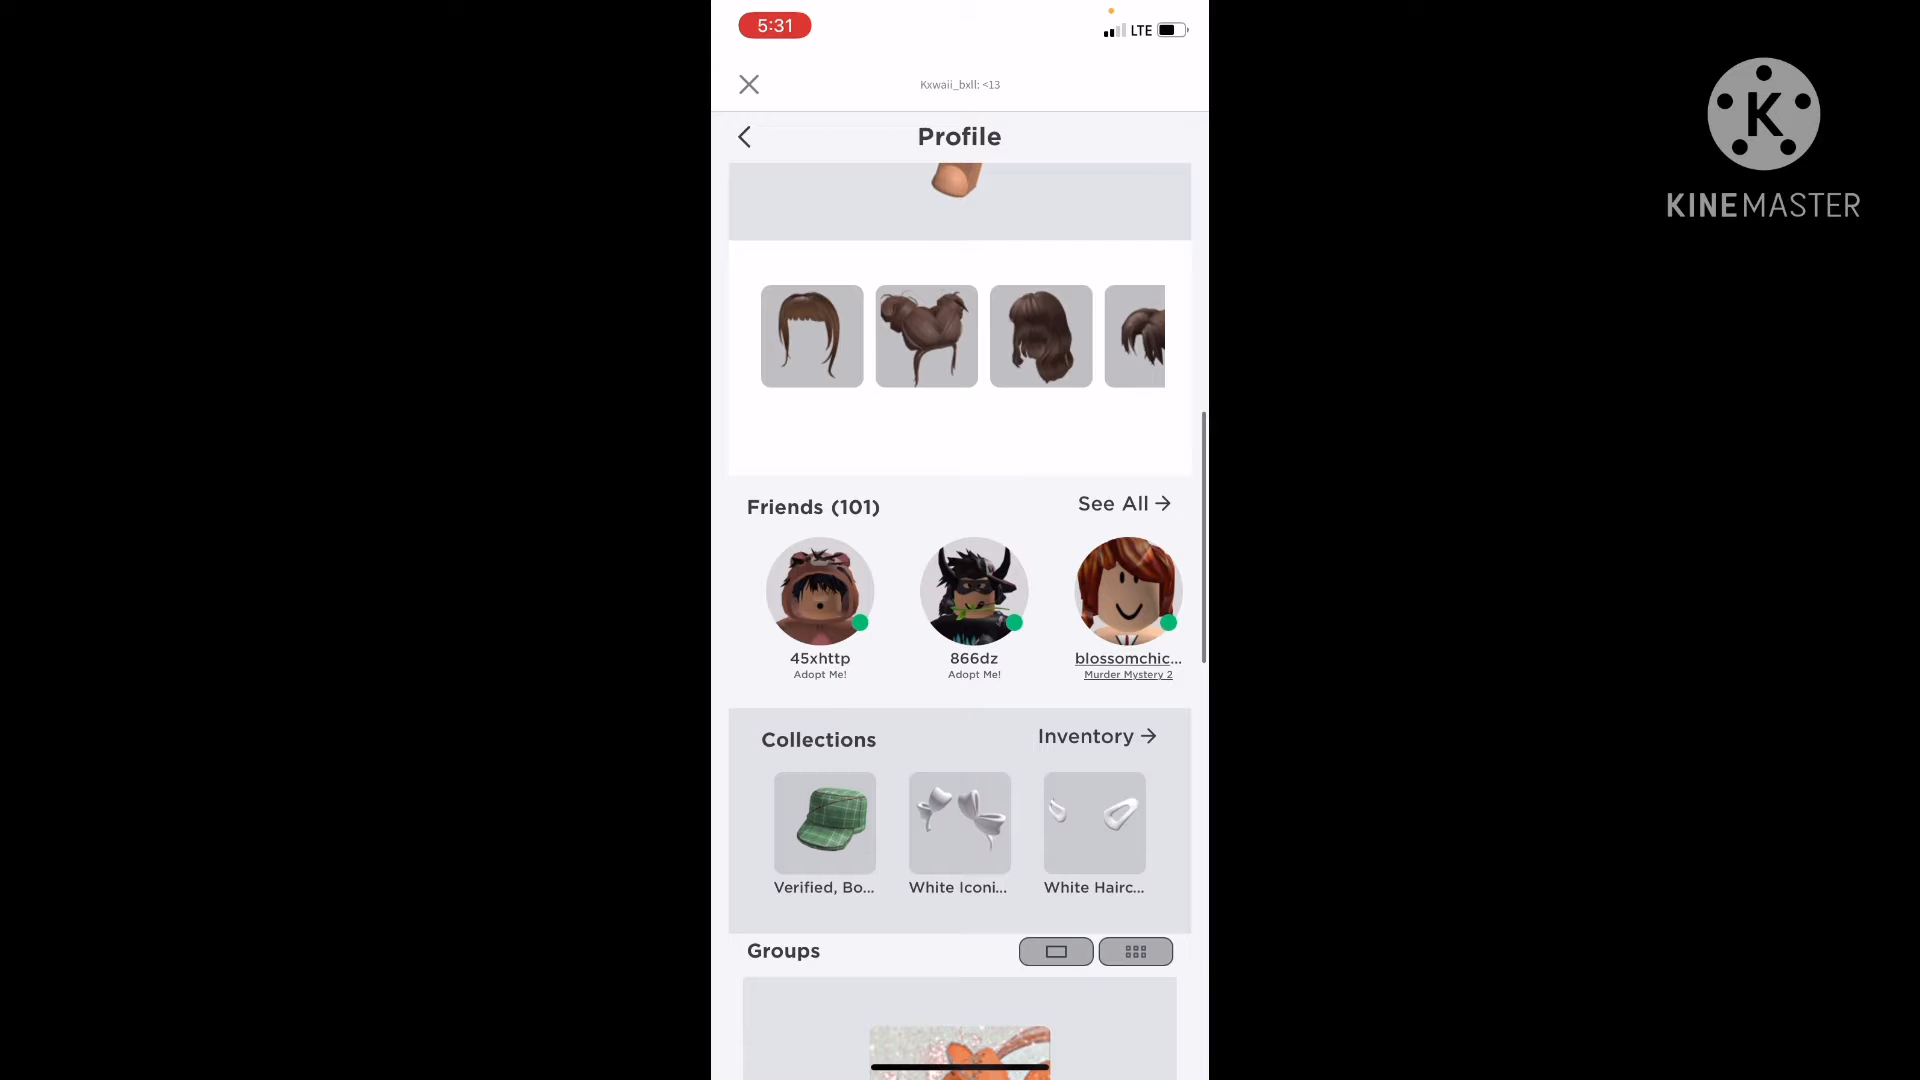 5:31
LTE
Kxwaii_bxll: <13
K
KINEMASTER
Profile
Friends (101)
See All
45xhttp
866dz
blossomchic...
Adopt Me!
Adopt Me!
Murder Mystery 2
Collections
Inventory
Verified, Bo...
White Iconi...
White Hairc...
Groups